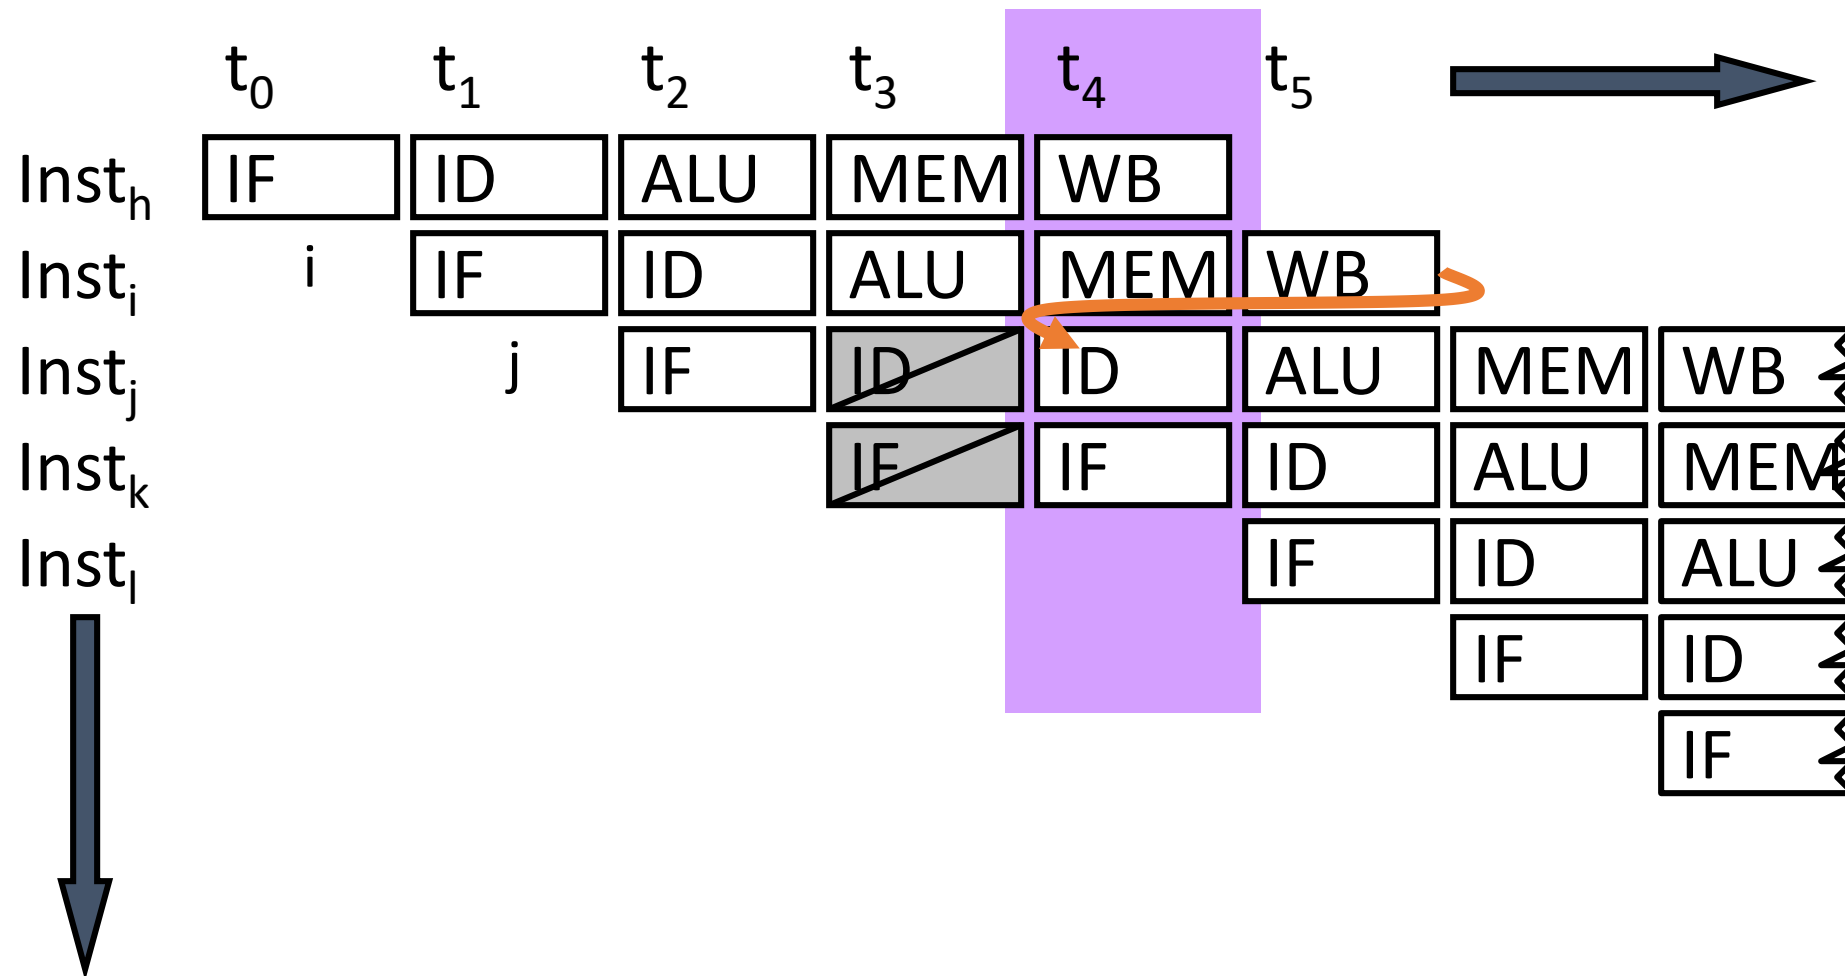 t₀ t₁ t₂ t₃ t₄ t₅
Instₕ IF ID ALU MEM WB
Instᵢ i IF ID ALU MEM WB
Instⱼ j IF ID ID ALU MEM WB
Instₖ IF IF ID ALU MEM
Instₗ IF ID ALU
IF ID
IF